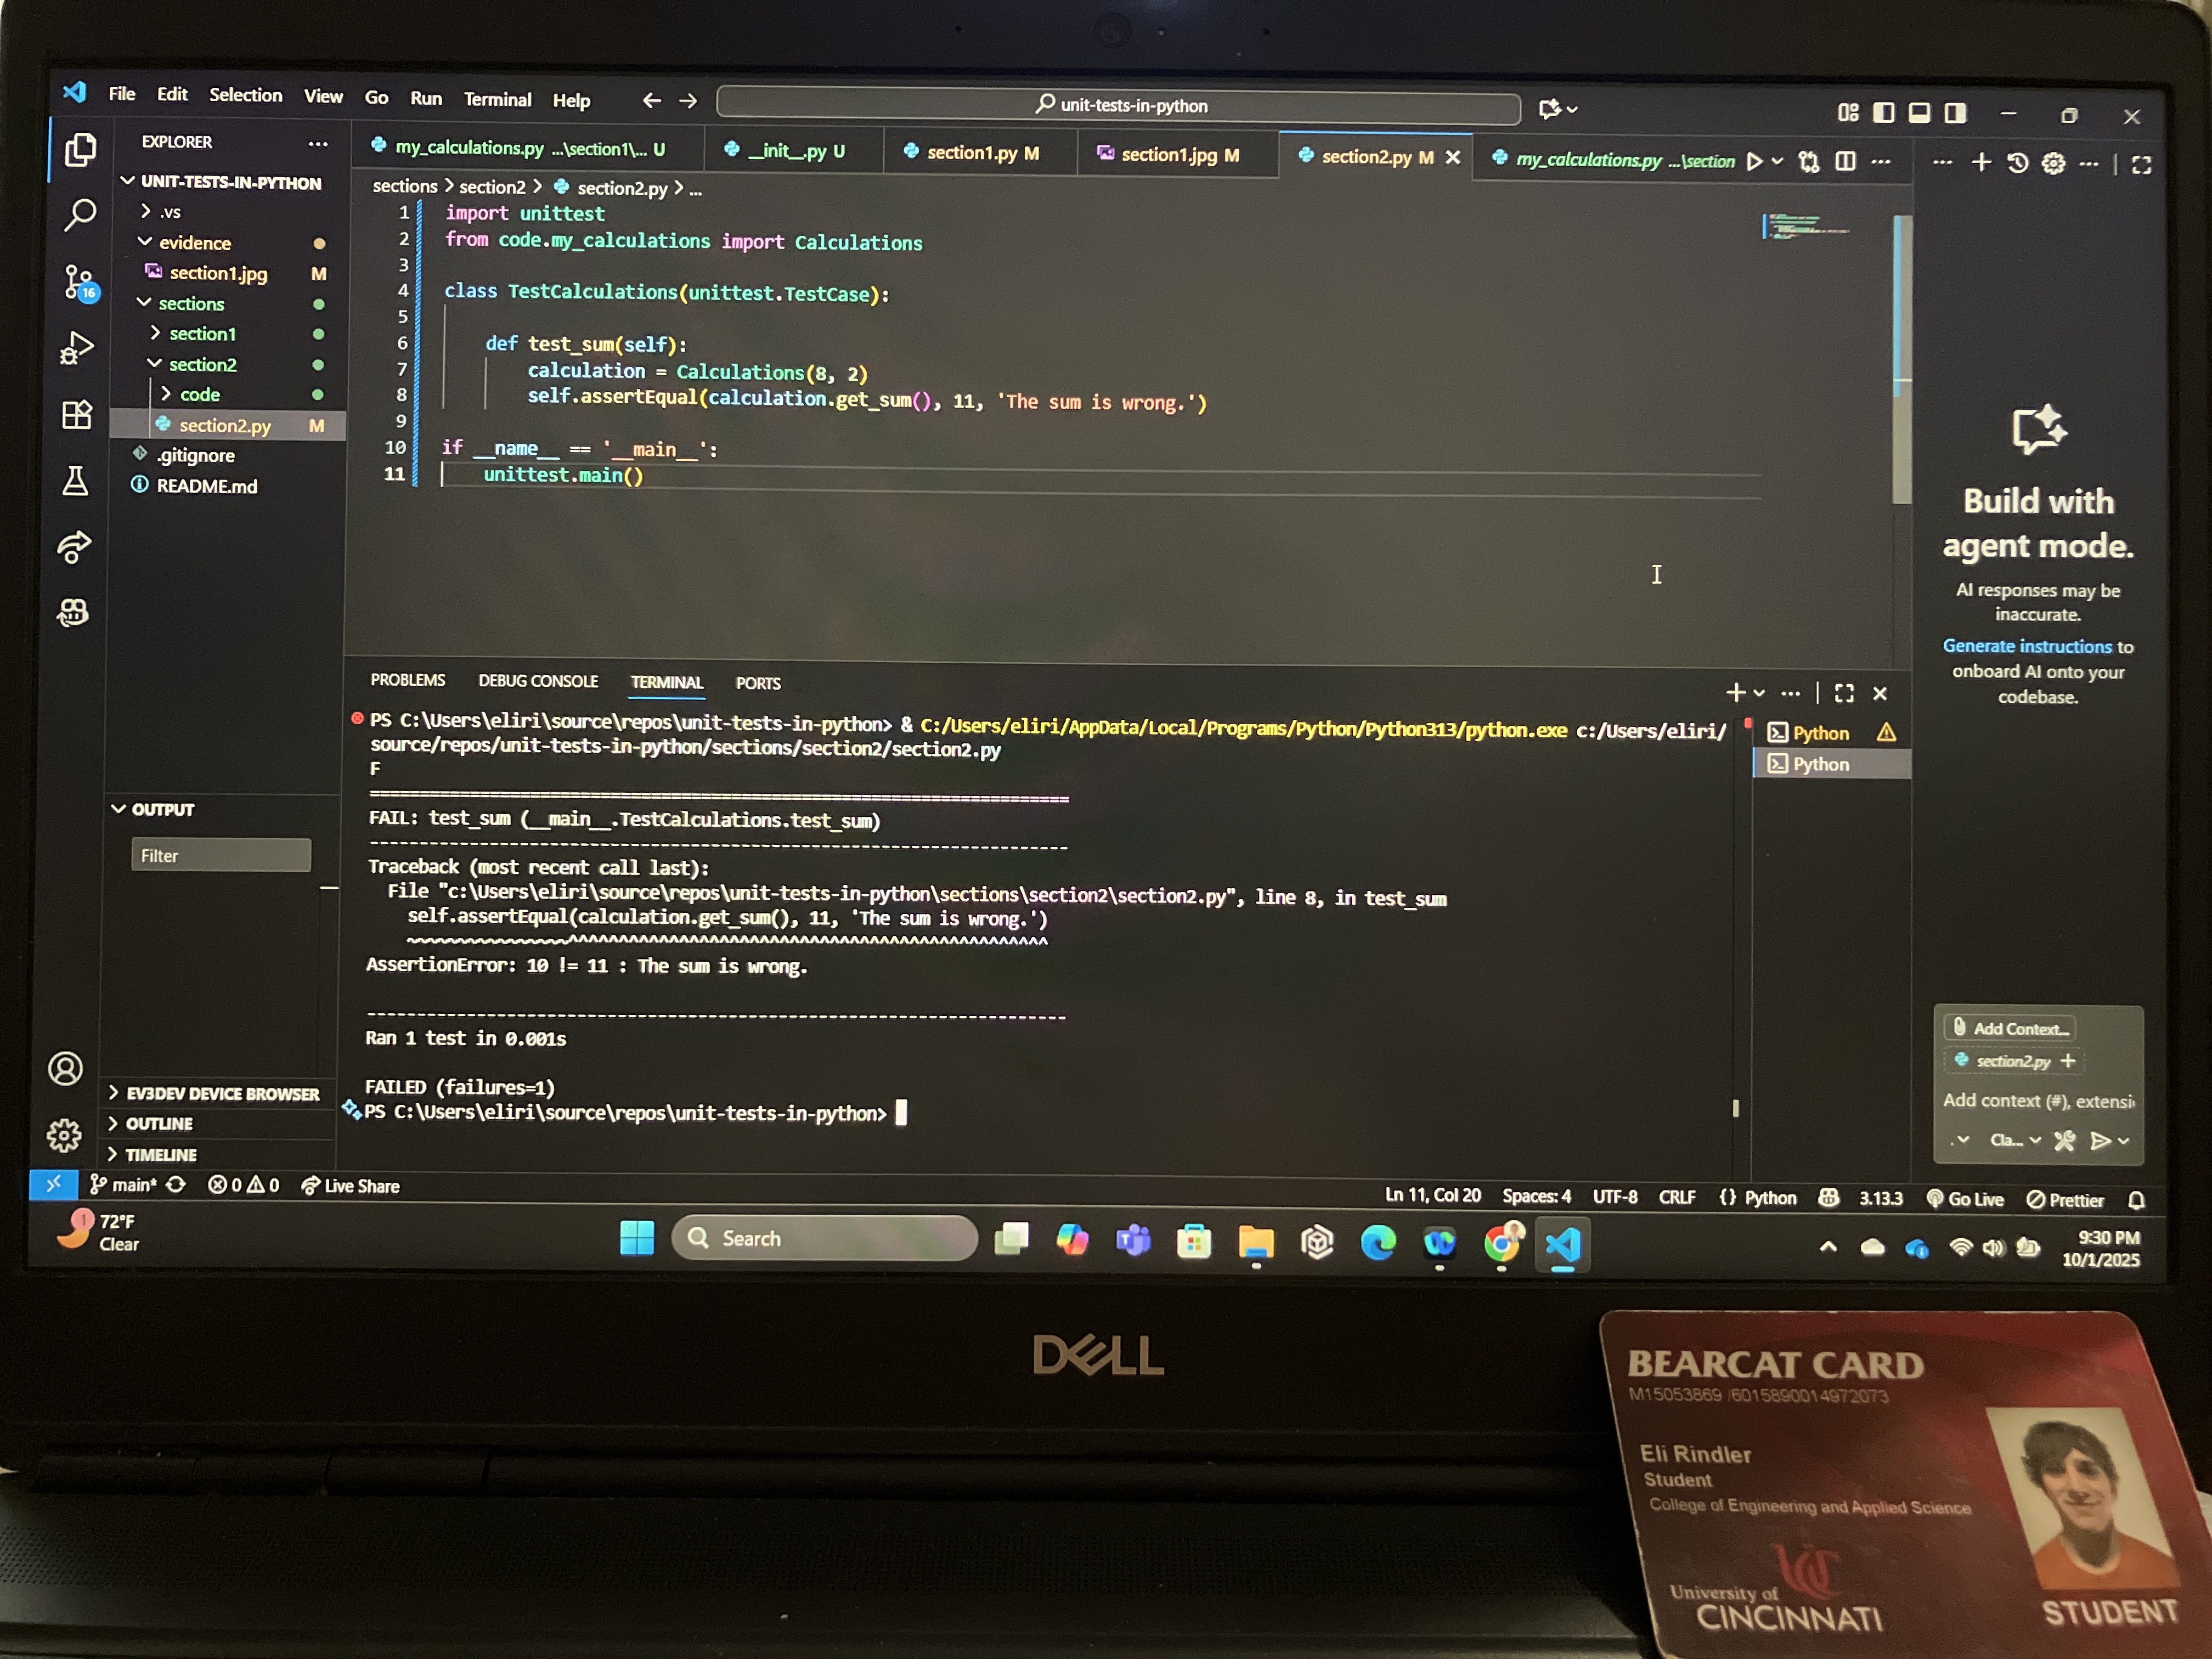 File Edit Selection View Go Run Terminal Help
unit-tests-in-python
EXPLORER
UNIT-TESTS-IN-PYTHON
.vs
evidence
section1.jpg M
sections
section1
section2
code
section2.py M
.gitignore
README.md
OUTPUT
Filter
EV3DEV DEVICE BROWSER
OUTLINE
TIMELINE
16
my_calculations.py ...\section1\... U
__init__.py U
section1.py M
section1.jpg M
section2.py M
my_calculations.py ...\section
sections > section2 > section2.py > ...
1 import unittest
2 from code.my_calculations import Calculations
3
4 class TestCalculations(unittest.TestCase):
5
6 def test_sum(self):
7 calculation = Calculations(8, 2)
8 self.assertEqual(calculation.get_sum(), 11, 'The sum is wrong.')
9
10 if __name__ == '__main__':
11 unittest.main()
PROBLEMS DEBUG CONSOLE TERMINAL PORTS
PS C:\Users\eliri\source\repos\unit-tests-in-python> & C:/Users/eliri/AppData/Local/Programs/Python/Python313/python.exe c:/Users/eliri/
source/repos/unit-tests-in-python/sections/section2/section2.py
F
======================================================================
FAIL: test_sum (__main__.TestCalculations.test_sum)
----------------------------------------------------------------------
Traceback (most recent call last):
File "c:\Users\eliri\source\repos\unit-tests-in-python\sections\section2\section2.py", line 8, in test_sum
self.assertEqual(calculation.get_sum(), 11, 'The sum is wrong.')
~~~~~~~~~~~~~~~~^^^^^^^^^^^^^^^^^^^^^^^^^^^^^^^^^^^^^^^^^^^^^^^^
AssertionError: 10 != 11 : The sum is wrong.
----------------------------------------------------------------------
Ran 1 test in 0.001s
FAILED (failures=1)
PS C:\Users\eliri\source\repos\unit-tests-in-python>
Python
Python
Build with
agent mode.
AI responses may be
inaccurate.
Generate instructions to
onboard AI onto your
codebase.
Add Context...
section2.py +
Add context (#), extensi
Cla...
main* 0 0 Live Share
Ln 11, Col 20 Spaces: 4 UTF-8 CRLF {} Python 3.13.3 Go Live Prettier
1
72°F
Clear
Search
9:30 PM
10/1/2025
DELL
BEARCAT CARD
M15053869 /6015890014972073
Eli Rindler
Student
College of Engineering and Applied Science
UC
University of
CINCINNATI
STUDENT